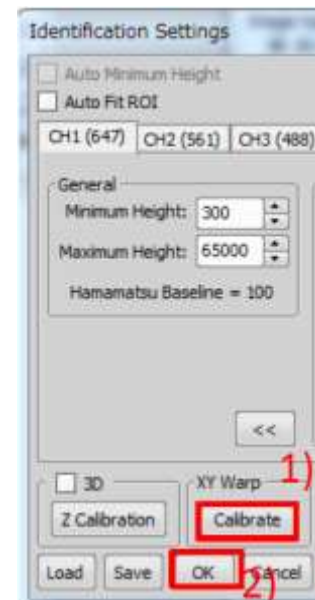 Identification Settings
Auto Minimum Height
Auto Fit ROI
CH1 (647) CH2 (561) CH3 (488)
General
Minimum Height: 300
Maximum Height: 65000
Hamamatsu Baseline = 100
<<
1)
3D XY Warp
Z Calibration Calibrate
Load Save OK Cancel
2)